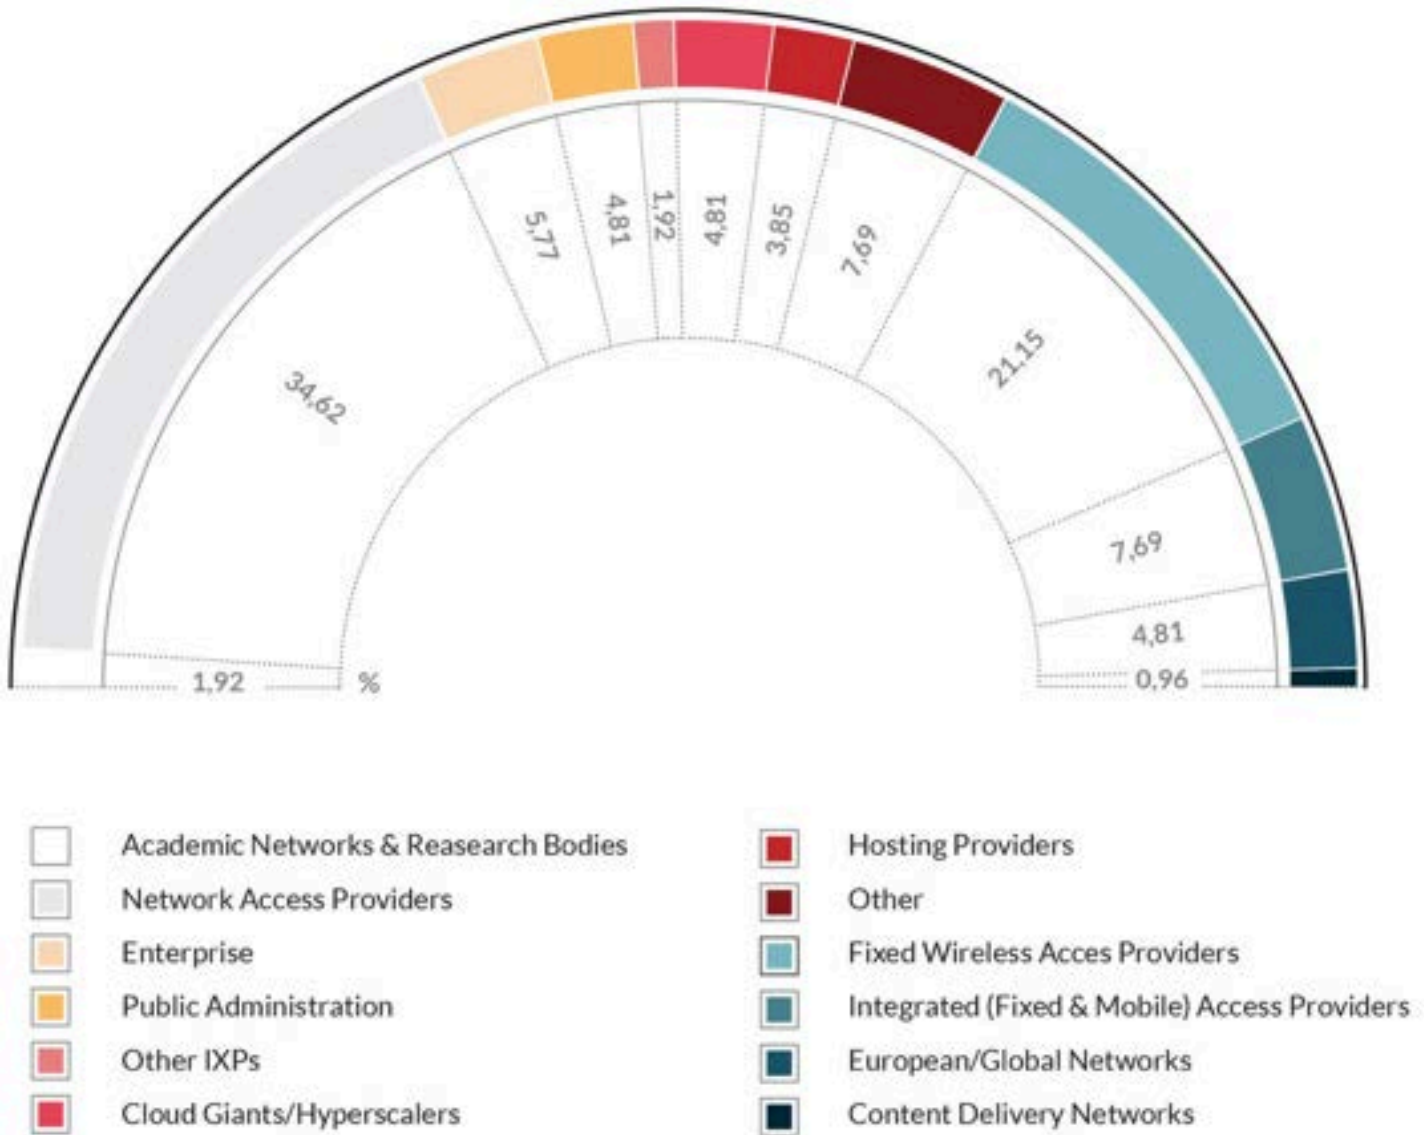 1,92
%
34,62
5,77
4,81
1,92
4,81
3,85
7,69
21,15
7,69
4,81
0,96
Academic Networks & Reasearch Bodies
Network Access Providers
Enterprise
Public Administration
Other IXPs
Cloud Giants/Hyperscalers
Hosting Providers
Other
Fixed Wireless Acces Providers
Integrated (Fixed & Mobile) Access Providers
European/Global Networks
Content Delivery Networks